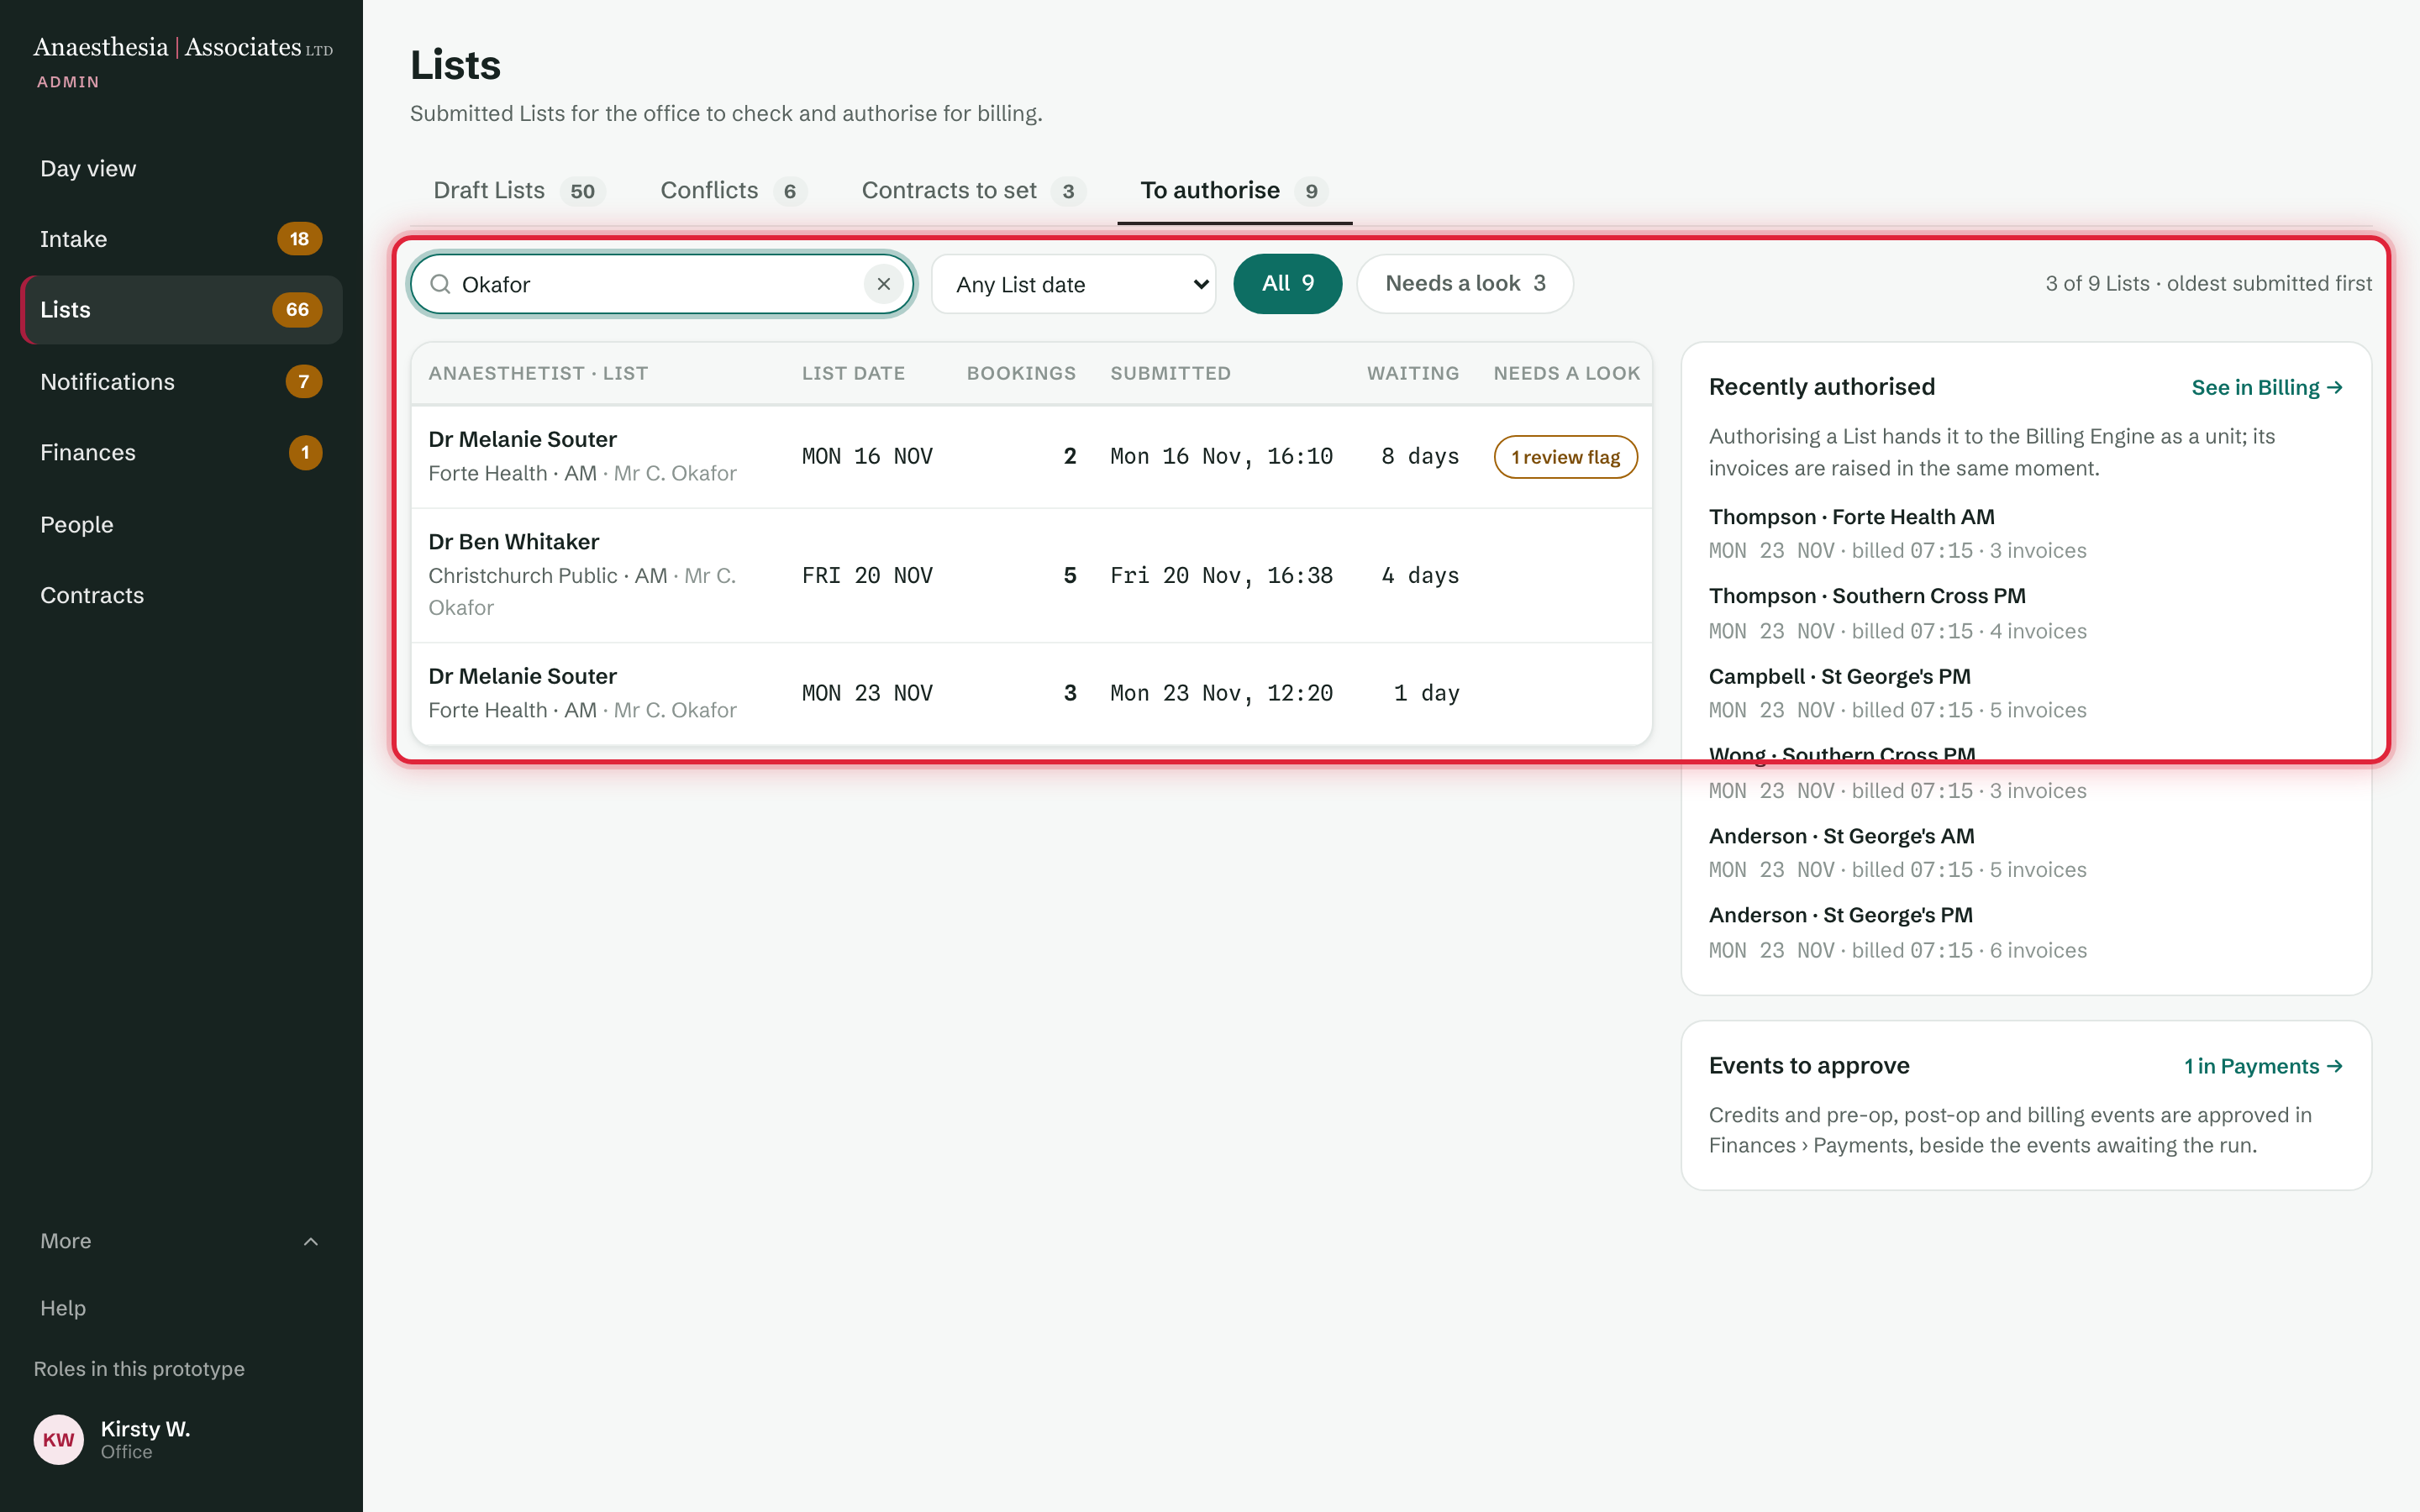 Anaesthesia | Associates LTD
ADMIN
Day view
Intake 18
Lists 66
Notifications 7
Finances 1
People
Contracts
More
Help
Roles in this prototype
KW
Kirsty W.
Office
Lists
Submitted Lists for the office to check and authorise for billing.
Draft Lists 50 Conflicts 6 Contracts to set 3 To authorise 9
Okafor Any List date All 9 Needs a look 3 3 of 9 Lists · oldest submitted first
ANAESTHETIST · LIST LIST DATE BOOKINGS SUBMITTED WAITING NEEDS A LOOK
Dr Melanie Souter
Forte Health · AM · Mr C. Okafor
MON 16 NOV 2 Mon 16 Nov, 16:10 8 days 1 review flag
Dr Ben Whitaker
Christchurch Public · AM · Mr C.
Okafor
FRI 20 NOV 5 Fri 20 Nov, 16:38 4 days
Dr Melanie Souter
Forte Health · AM · Mr C. Okafor
MON 23 NOV 3 Mon 23 Nov, 12:20 1 day
Recently authorised See in Billing →
Authorising a List hands it to the Billing Engine as a unit; its
invoices are raised in the same moment.
Thompson · Forte Health AM
MON 23 NOV · billed 07:15 · 3 invoices
Thompson · Southern Cross PM
MON 23 NOV · billed 07:15 · 4 invoices
Campbell · St George's PM
MON 23 NOV · billed 07:15 · 5 invoices
Wong · Southern Cross PM
MON 23 NOV · billed 07:15 · 3 invoices
Anderson · St George's AM
MON 23 NOV · billed 07:15 · 5 invoices
Anderson · St George's PM
MON 23 NOV · billed 07:15 · 6 invoices
Events to approve 1 in Payments →
Credits and pre-op, post-op and billing events are approved in
Finances › Payments, beside the events awaiting the run.